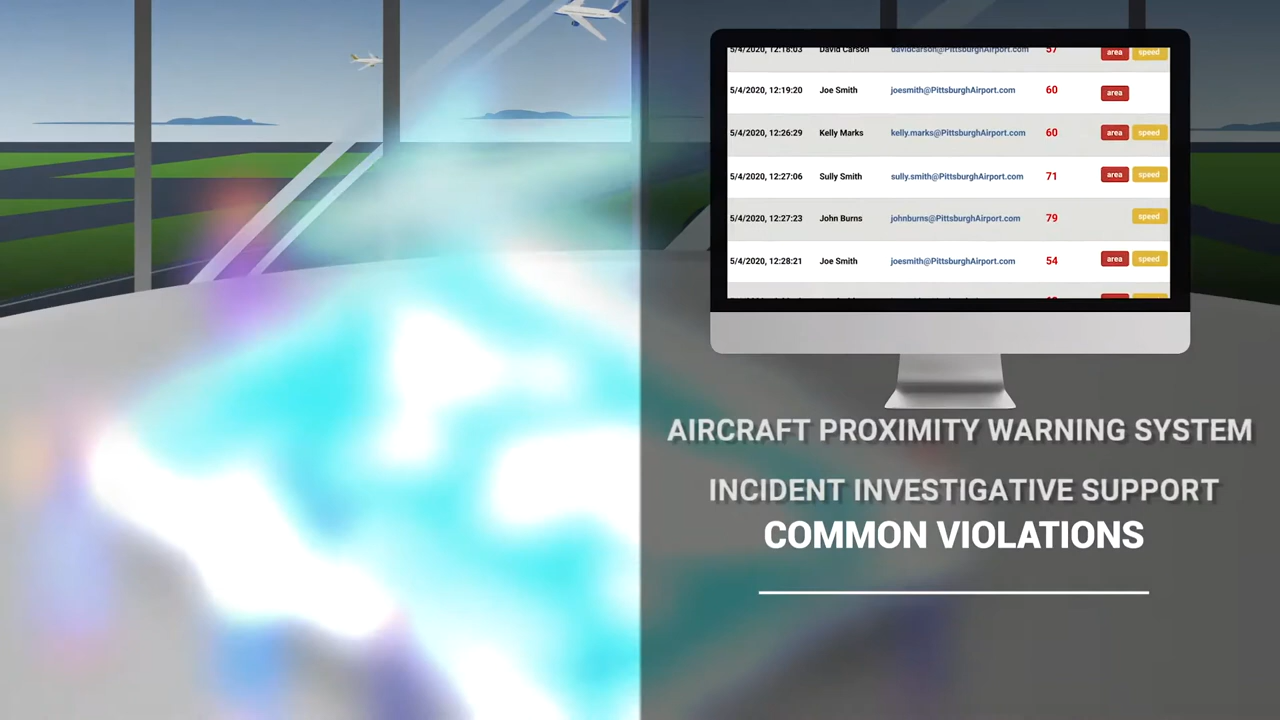 5/4/2020, 12:18:03 David Carson davidcarson@PittsburghAirport.com 57 area speed
5/4/2020, 12:19:20 Joe Smith joesmith@PittsburghAirport.com 60 area
5/4/2020, 12:26:29 Kelly Marks kelly.marks@PittsburghAirport.com 60 area speed
5/4/2020, 12:27:06 Sully Smith sully.smith@PittsburghAirport.com 71 area speed
5/4/2020, 12:27:23 John Burns johnburns@PittsburghAirport.com 79 speed
5/4/2020, 12:28:21 Joe Smith joesmith@PittsburghAirport.com 54 area speed
AIRCRAFT PROXIMITY WARNING SYSTEM
INCIDENT INVESTIGATIVE SUPPORT
COMMON VIOLATIONS